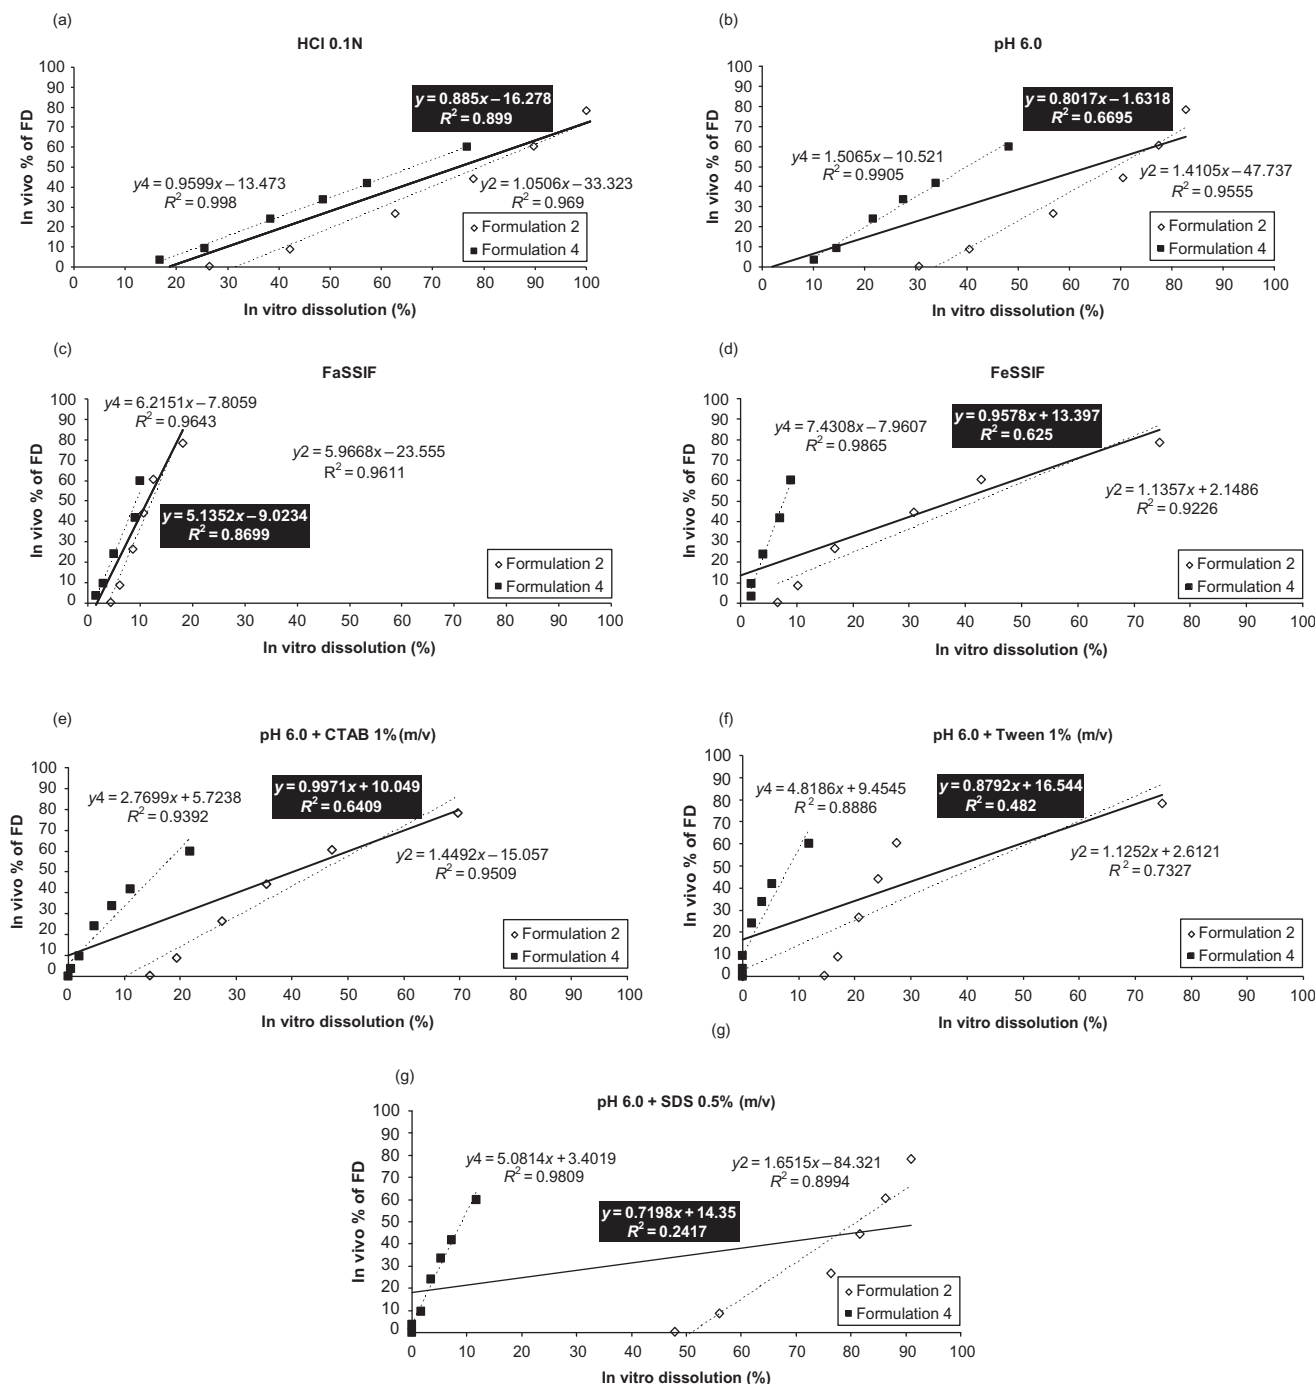 (a)
HCl 0.1N
In vivo % of FD
100
90
80
70
60
50
40
30
20
10
0
y = 0.885x − 16.278
R² = 0.899
y4 = 0.9599x − 13.473
R² = 0.998
y2 = 1.0506x − 33.323
R² = 0.969
Formulation 2
Formulation 4
0 10 20 30 40 50 60 70 80 90 100
In vitro dissolution (%)
(b)
pH 6.0
In vivo % of FD
100
90
80
70
60
50
40
30
20
10
0
y = 0.8017x − 1.6318
R² = 0.6695
y4 = 1.5065x − 10.521
R² = 0.9905
y2 = 1.4105x − 47.737
R² = 0.9555
Formulation 2
Formulation 4
0 10 20 30 40 50 60 70 80 90 100
In vitro dissolution (%)
(c)
FaSSIF
In vivo % of FD
100
90
80
70
60
50
40
30
20
10
0
y4 = 6.2151x − 7.8059
R² = 0.9643
y2 = 5.9668x − 23.555
R² = 0.9611
y = 5.1352x − 9.0234
R² = 0.8699
Formulation 2
Formulation 4
0 10 20 30 40 50 60 70 80 90 100
In vitro dissolution (%)
(d)
FeSSIF
In vivo % of FD
100
90
80
70
60
50
40
30
20
10
0
y4 = 7.4308x − 7.9607
R² = 0.9865
y = 0.9578x + 13.397
R² = 0.625
y2 = 1.1357x + 2.1486
R² = 0.9226
Formulation 2
Formulation 4
0 10 20 30 40 50 60 70 80 90 100
In vitro dissolution (%)
(e)
pH 6.0 + CTAB 1% (m/v)
In vivo % of FD
100
90
80
70
60
50
40
30
20
10
0
y4 = 2.7699x + 5.7238
R² = 0.9392
y = 0.9971x + 10.049
R² = 0.6409
y2 = 1.4492x − 15.057
R² = 0.9509
Formulation 2
Formulation 4
0 10 20 30 40 50 60 70 80 90 100
In vitro dissolution (%)
(f)
pH 6.0 + Tween 1% (m/v)
In vivo % of FD
100
90
80
70
60
50
40
30
20
10
0
y4 = 4.8186x + 9.4545
R² = 0.8886
y = 0.8792x + 16.544
R² = 0.482
y2 = 1.1252x + 2.6121
R² = 0.7327
Formulation 2
Formulation 4
0 10 20 30 40 50 60 70 80 90 100
In vitro dissolution (%)
(g)
(g)
pH 6.0 + SDS 0.5% (m/v)
In vivo % of FD
100
90
80
70
60
50
40
30
20
10
0
y4 = 5.0814x + 3.4019
R² = 0.9809
y2 = 1.6515x − 84.321
R² = 0.8994
y = 0.7198x + 14.35
R² = 0.2417
Formulation 2
Formulation 4
0 10 20 30 40 50 60 70 80 90 100
In vitro dissolution (%)